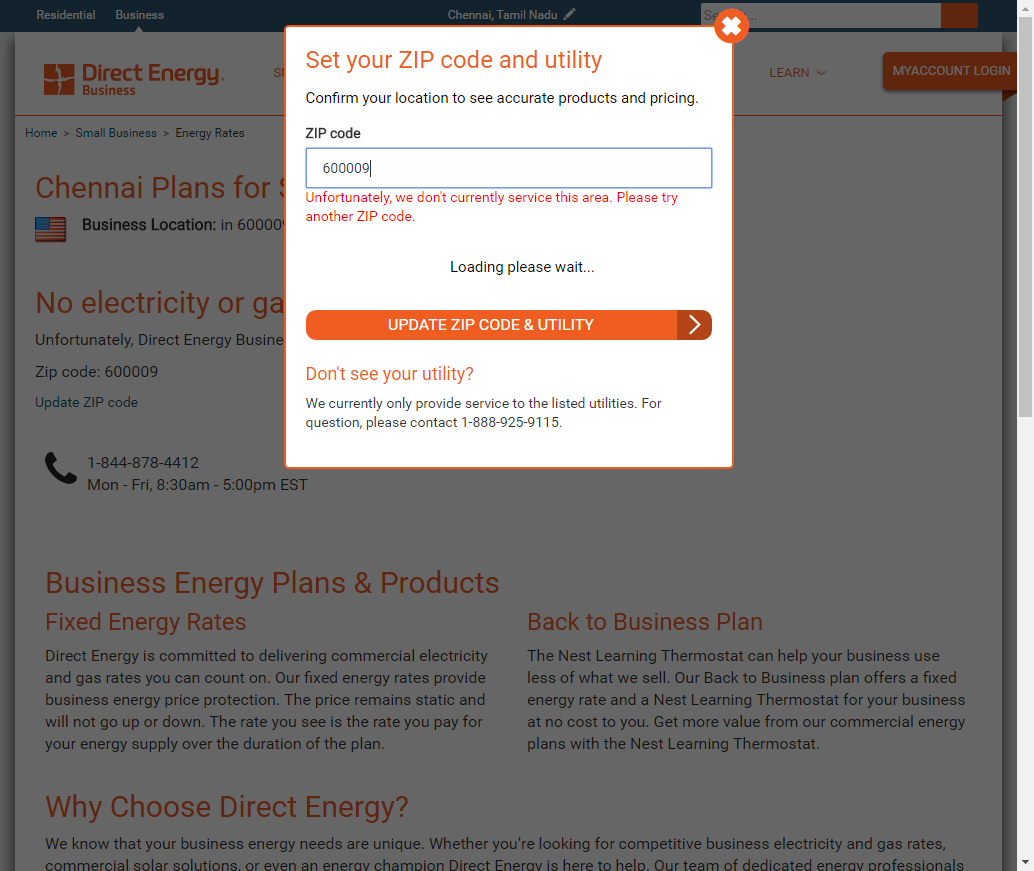 Residential Business Chennai, Tamil Nadu
Direct Energy.
Business
LEARN
MYACCOUNT LOGIN
Home > Small Business > Energy Rates
Chennai Plans for
Business Location: in 600009
No electricity or ga
Unfortunately, Direct Energy Busine
Zip code: 600009
Update ZIP code
1-844-878-4412
Mon - Fri, 8:30am - 5:00pm EST
Set your ZIP code and utility
Confirm your location to see accurate products and pricing.
ZIP code
600009
Unfortunately, we don't currently service this area. Please try
another ZIP code.
Loading please wait...
UPDATE ZIP CODE & UTILITY
Don't see your utility?
We currently only provide service to the listed utilities. For
question, please contact 1-888-925-9115.
Business Energy Plans & Products
Fixed Energy Rates
Direct Energy is committed to delivering commercial electricity
and gas rates you can count on. Our fixed energy rates provide
business energy price protection. The price remains static and
will not go up or down. The rate you see is the rate you pay for
your energy supply over the duration of the plan.
Back to Business Plan
The Nest Learning Thermostat can help your business use
less of what we sell. Our Back to Business plan offers a fixed
energy rate and a Nest Learning Thermostat for your business
at no cost to you. Get more value from our commercial energy
plans with the Nest Learning Thermostat.
Why Choose Direct Energy?
We know that your business energy needs are unique. Whether you're looking for competitive business electricity and gas rates,
commercial solar solutions, or even an energy champion Direct Energy is here to help. Our team of dedicated energy professionals